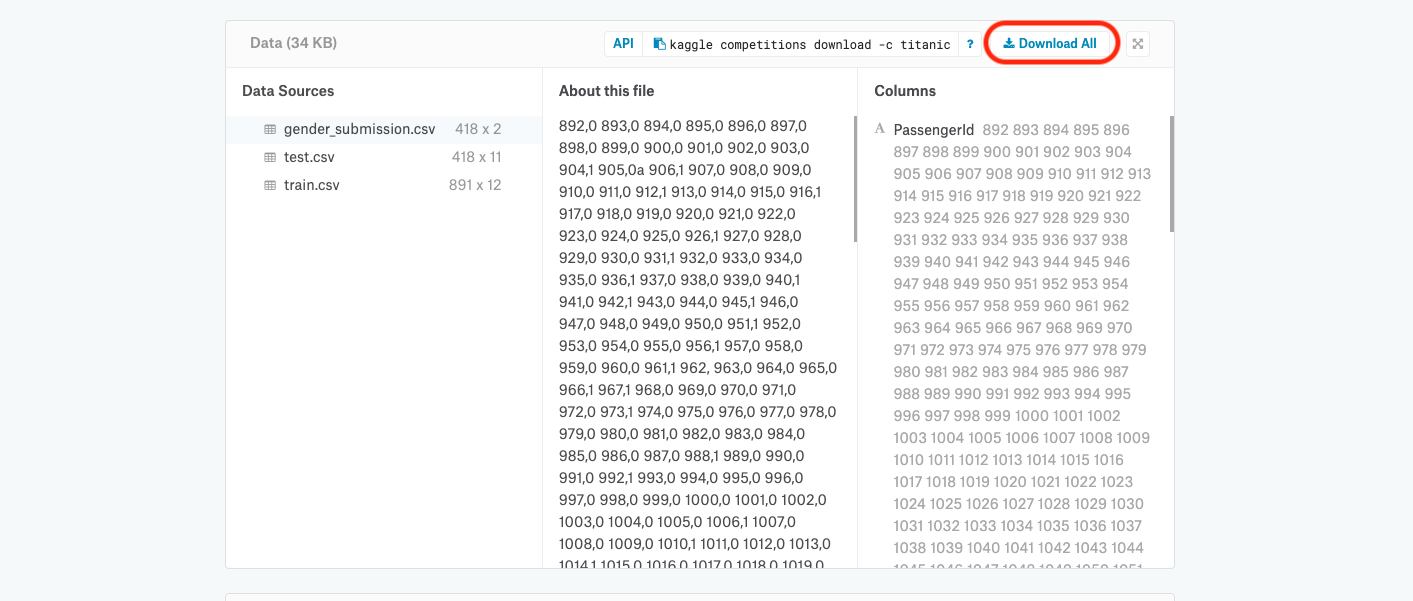 Data (34 KB)
API kaggle competitions download -c titanic ? Download All
Data Sources
gender_submission.csv 418 x 2
test.csv 418 x 11
train.csv 891 x 12
About this file
892,0 893,0 894,0 895,0 896,0 897,0
898,0 899,0 900,0 901,0 902,0 903,0
904,1 905,0a 906,1 907,0 908,0 909,0
910,0 911,0 912,1 913,0 914,0 915,0 916,1
917,0 918,0 919,0 920,0 921,0 922,0
923,0 924,0 925,0 926,1 927,0 928,0
929,0 930,0 931,1 932,0 933,0 934,0
935,0 936,1 937,0 938,0 939,0 940,1
941,0 942,1 943,0 944,0 945,1 946,0
947,0 948,0 949,0 950,0 951,1 952,0
953,0 954,0 955,0 956,1 957,0 958,0
959,0 960,0 961,1 962, 963,0 964,0 965,0
966,1 967,1 968,0 969,0 970,0 971,0
972,0 973,1 974,0 975,0 976,0 977,0 978,0
979,0 980,0 981,0 982,0 983,0 984,0
985,0 986,0 987,0 988,1 989,0 990,0
991,0 992,1 993,0 994,0 995,0 996,0
997,0 998,0 999,0 1000,0 1001,0 1002,0
1003,0 1004,0 1005,0 1006,1 1007,0
1008,0 1009,0 1010,1 1011,0 1012,0 1013,0
1014,1 1015,0 1016,0 1017,0 1018,0 1019,0
Columns
A PassengerId 892 893 894 895 896
897 898 899 900 901 902 903 904
905 906 907 908 909 910 911 912 913
914 915 916 917 918 919 920 921 922
923 924 925 926 927 928 929 930
931 932 933 934 935 936 937 938
939 940 941 942 943 944 945 946
947 948 949 950 951 952 953 954
955 956 957 958 959 960 961 962
963 964 965 966 967 968 969 970
971 972 973 974 975 976 977 978 979
980 981 982 983 984 985 986 987
988 989 990 991 992 993 994 995
996 997 998 999 1000 1001 1002
1003 1004 1005 1006 1007 1008 1009
1010 1011 1012 1013 1014 1015 1016
1017 1018 1019 1020 1021 1022 1023
1024 1025 1026 1027 1028 1029 1030
1031 1032 1033 1034 1035 1036 1037
1038 1039 1040 1041 1042 1043 1044